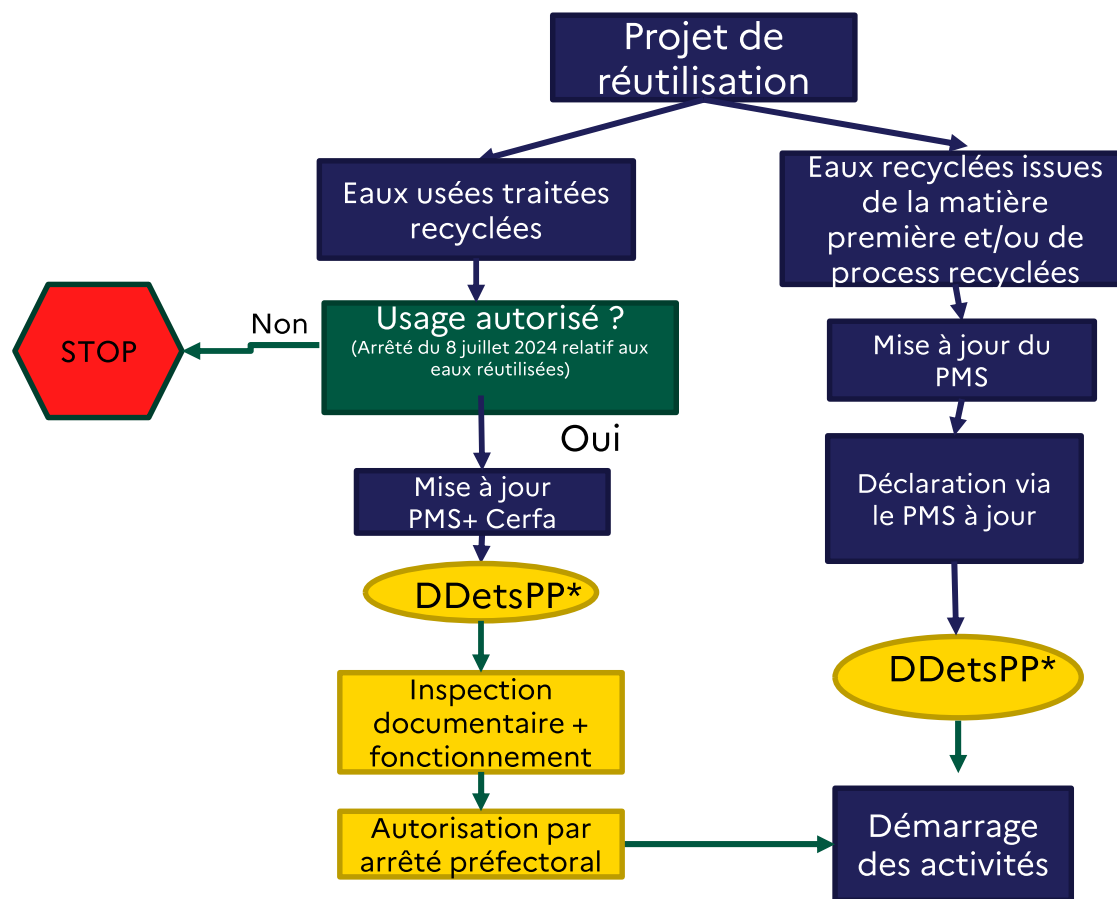 Projet de
réutilisation
Eaux usées traitées
recyclées
Eaux recyclées issues
de la matière
première et/ou de
process recyclées
Usage autorisé ?
(Arrêté du 8 juillet 2024 relatif aux
eaux réutilisées)
Non
STOP
Oui
Mise à jour du
PMS
Mise à jour
PMS+ Cerfa
Déclaration via
le PMS à jour
DDetsPP*
DDetsPP*
Inspection
documentaire +
fonctionnement
Autorisation par
arrêté préfectoral
Démarrage
des activités